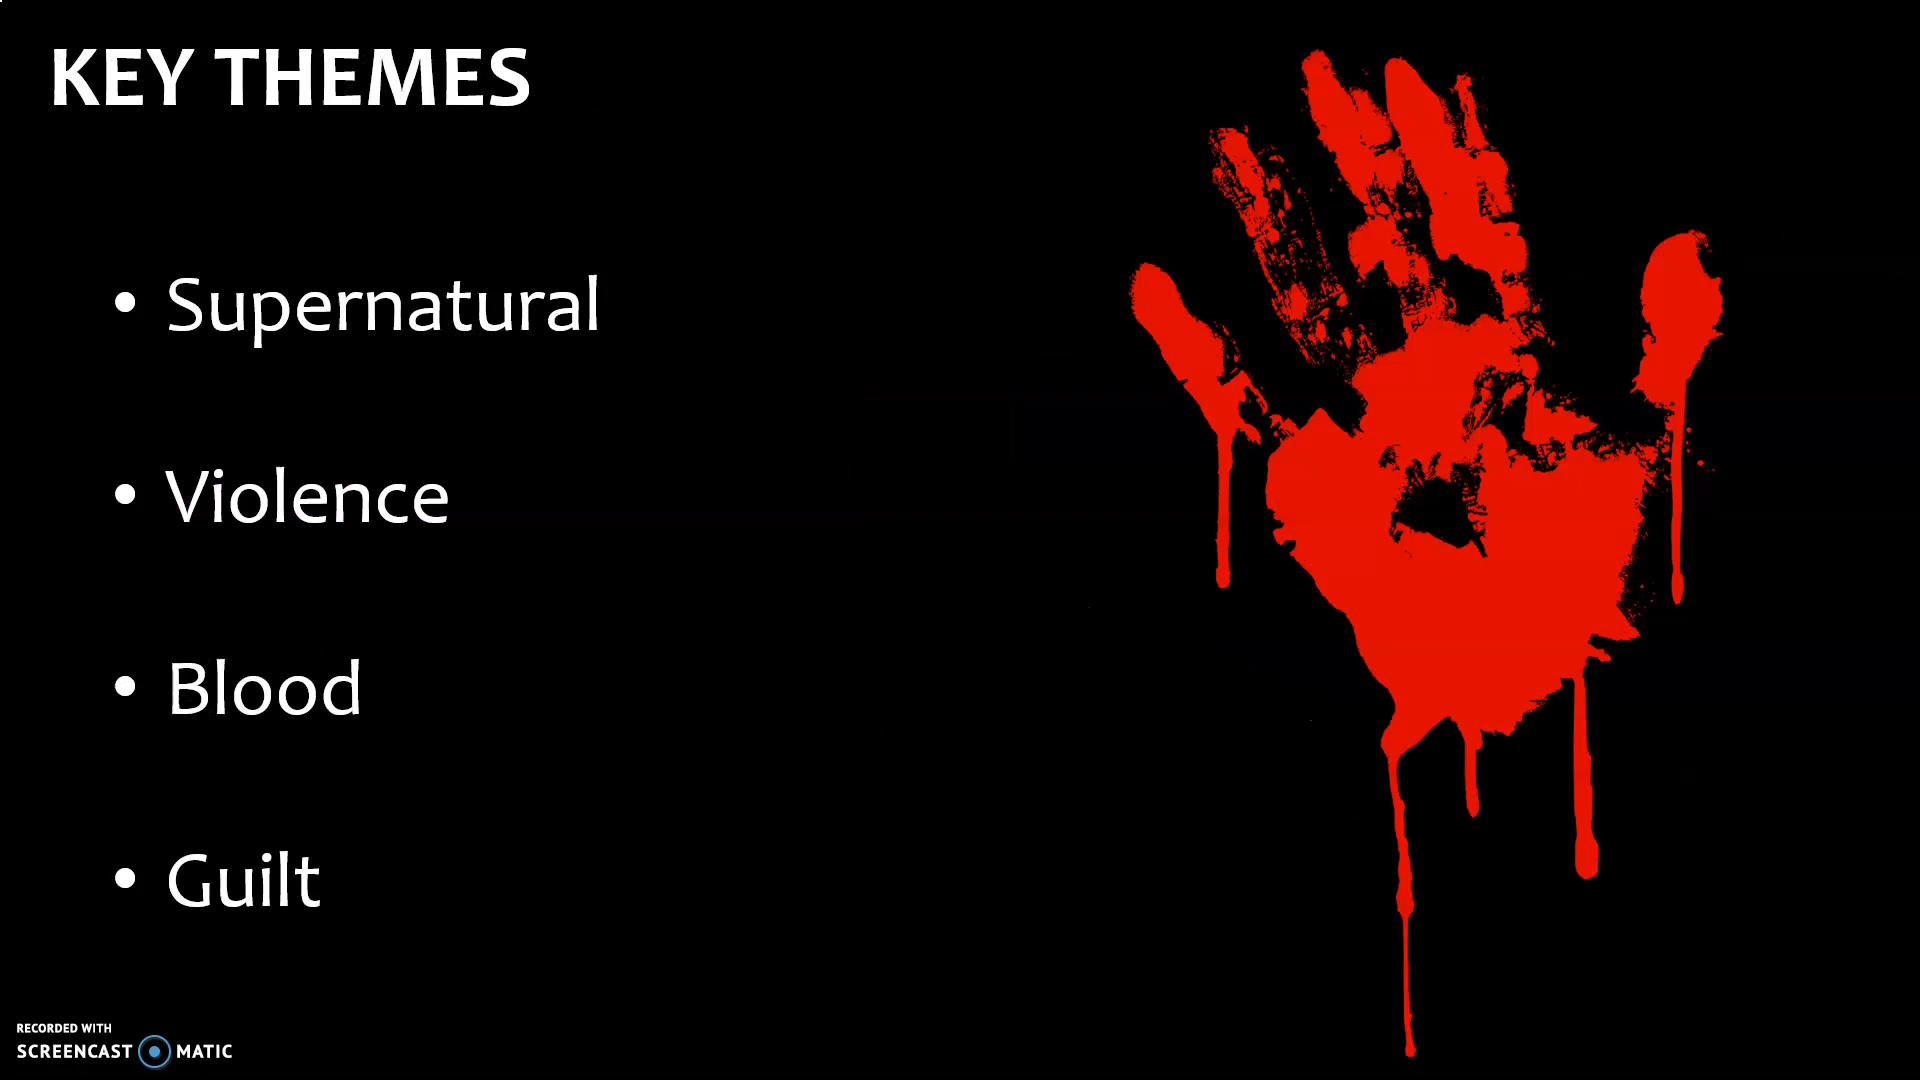 KEY THEMES
• Supernatural
• Violence
• Blood
• Guilt
RECORDED WITH
SCREENCAST MATIC